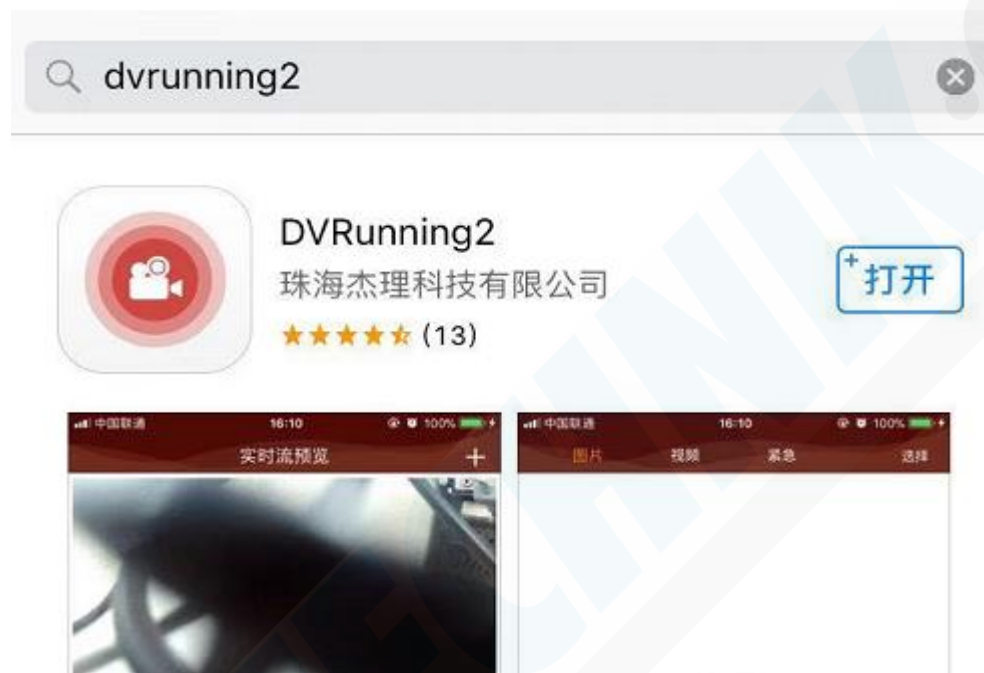 dvrunning2
DVRunning2
珠海杰理科技有限公司
打开
(13)
中国联通 16:10 100%
实时流预览 +
中国联通 16:10 100%
图片 视频 紧急 选择